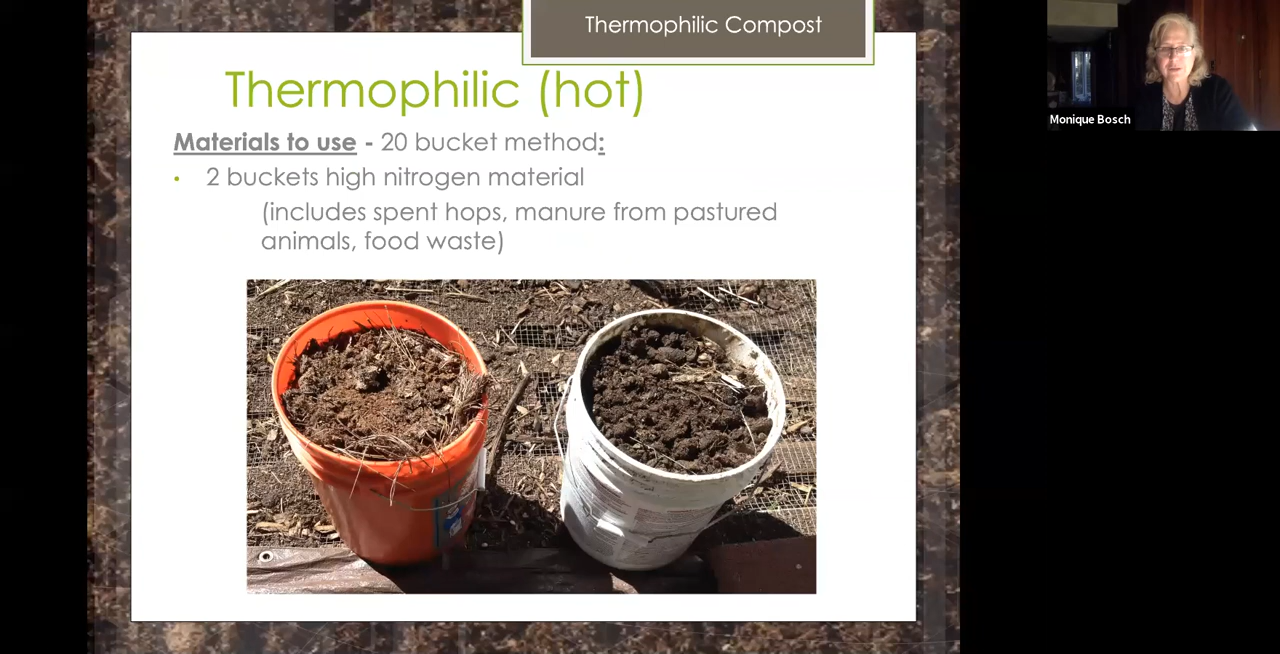 Thermophilic Compost
Thermophilic (hot)
Materials to use - 20 bucket method:
• 2 buckets high nitrogen material
(includes spent hops, manure from pastured
animals, food waste)
Monique Bosch